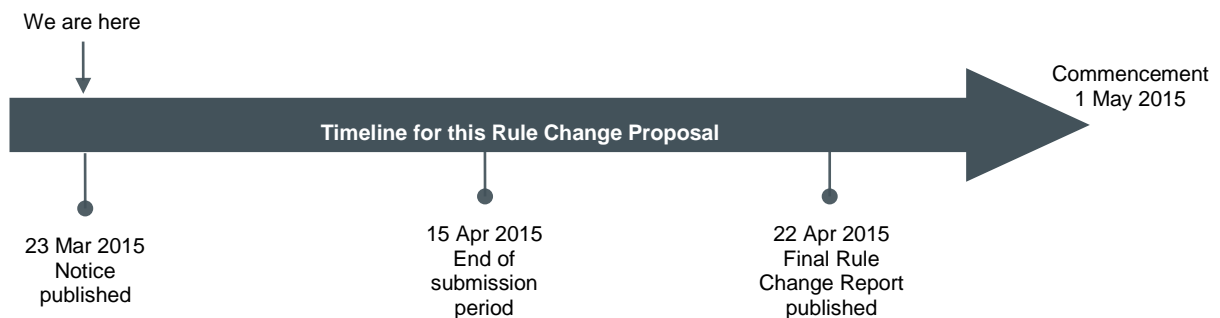 We are here
Commencement
1 May 2015
Timeline for this Rule Change Proposal
23 Mar 2015
Notice
published
15 Apr 2015
End of
submission
period
22 Apr 2015
Final Rule
Change Report
published